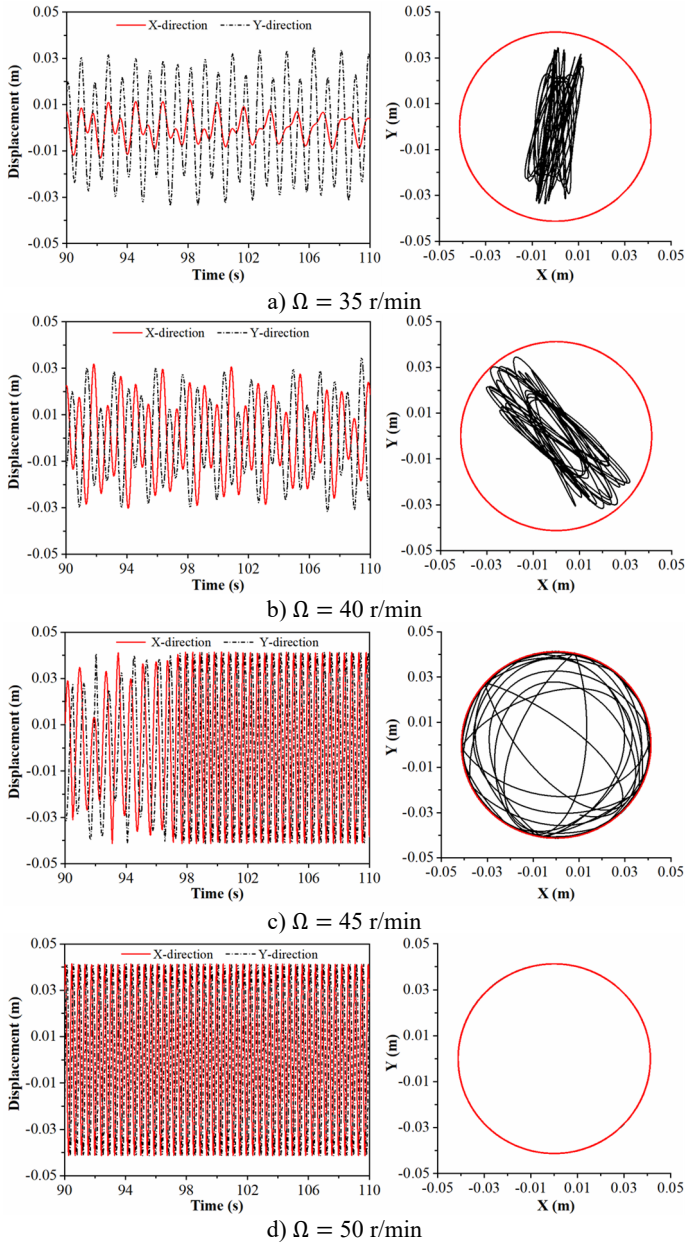 X-direction Y-direction
Displacement (m)
0.05
0.03
0.01
-0.01
-0.03
-0.05
90 94 98 102 106 110
Time (s)
Y (m)
0.05
0.03
0.01
-0.01
-0.03
-0.05
-0.05 -0.03 -0.01 0.01 0.03 0.05
X (m)
a) Ω = 35 r/min
X-direction Y-direction
Displacement (m)
0.05
0.03
0.01
-0.01
-0.03
-0.05
90 94 98 102 106 110
Time (s)
Y (m)
0.05
0.03
0.01
-0.01
-0.03
-0.05
-0.05 -0.03 -0.01 0.01 0.03 0.05
X (m)
b) Ω = 40 r/min
X-direction Y-direction
Displacement (m)
0.05
0.03
0.01
-0.01
-0.03
-0.05
90 94 98 102 106 110
Time (s)
Y (m)
0.05
0.03
0.01
-0.01
-0.03
-0.05
-0.05 -0.03 -0.01 0.01 0.03 0.05
X (m)
c) Ω = 45 r/min
X-direction Y-direction
Displacement (m)
0.05
0.03
0.01
-0.01
-0.03
-0.05
90 94 98 102 106 110
Time (s)
Y (m)
0.05
0.03
0.01
-0.01
-0.03
-0.05
-0.05 -0.03 -0.01 0.01 0.03 0.05
X (m)
d) Ω = 50 r/min